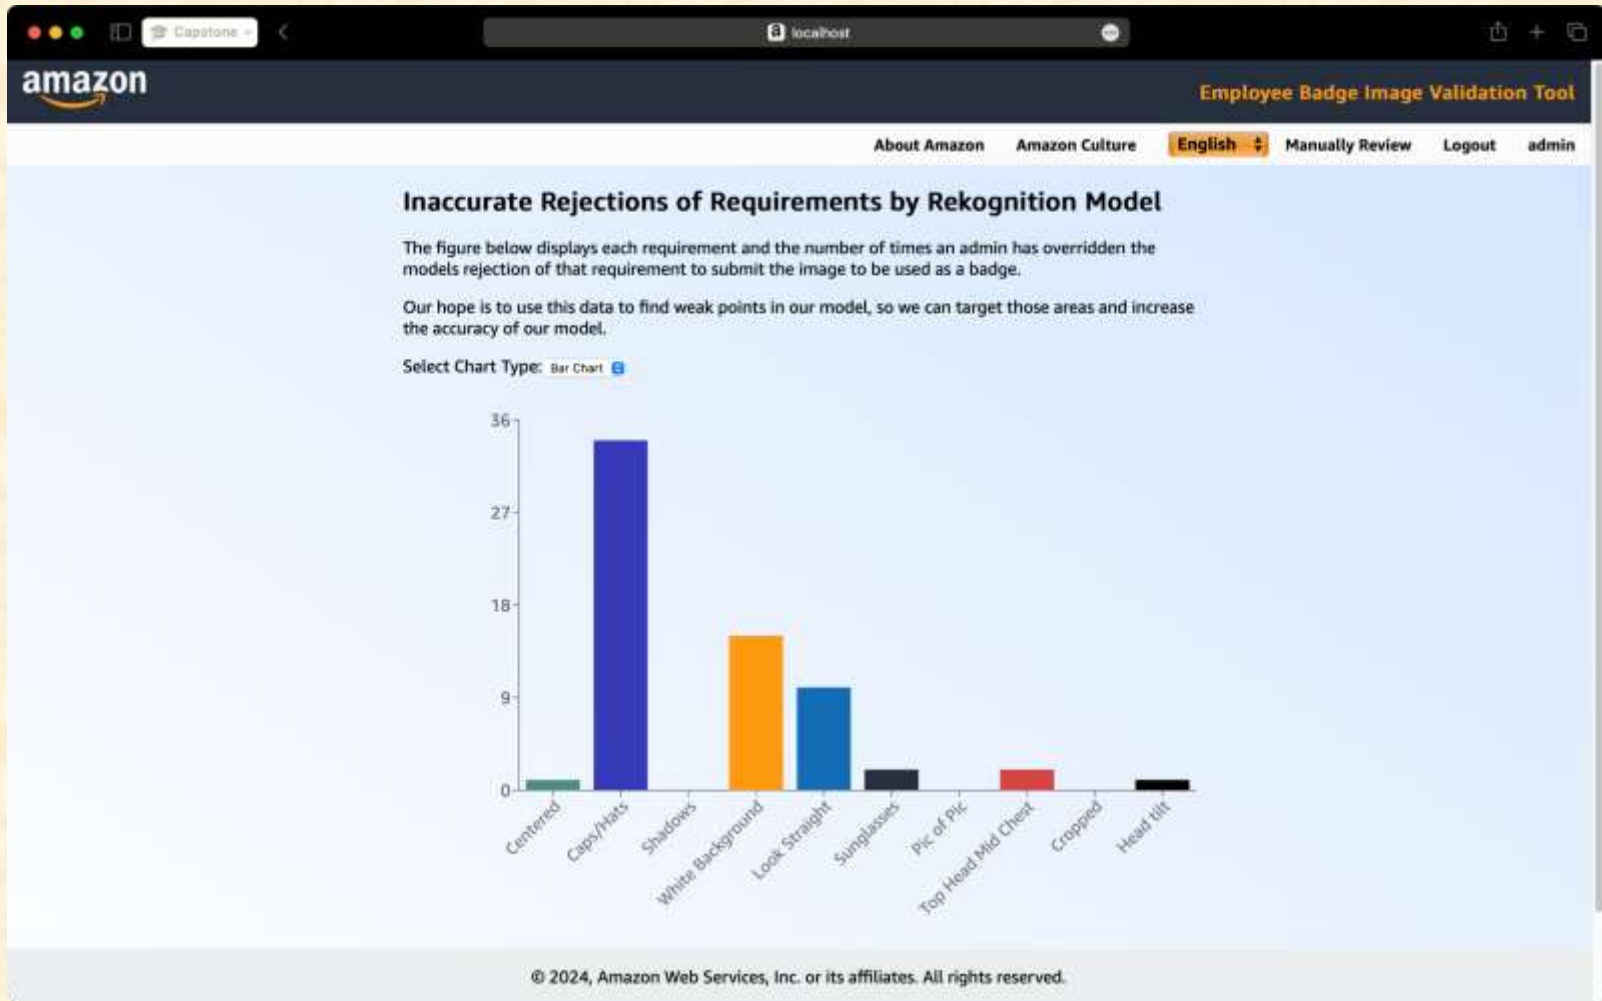 Capstone
localhost
amazon
Employee Badge Image Validation Tool
About Amazon Amazon Culture English Manually Review Logout admin
Inaccurate Rejections of Requirements by Rekognition Model
The figure below displays each requirement and the number of times an admin has overridden the
models rejection of that requirement to submit the image to be used as a badge.
Our hope is to use this data to find weak points in our model, so we can target those areas and increase
the accuracy of our model.
Select Chart Type: Bar Chart
36
27
18
9
0
Centered
Caps/Hats
Shadows
White Background
Look Straight
Sunglasses
Pic of Pic
Top Head Mid Chest
Cropped
Head tilt
© 2024, Amazon Web Services, Inc. or its affiliates. All rights reserved.